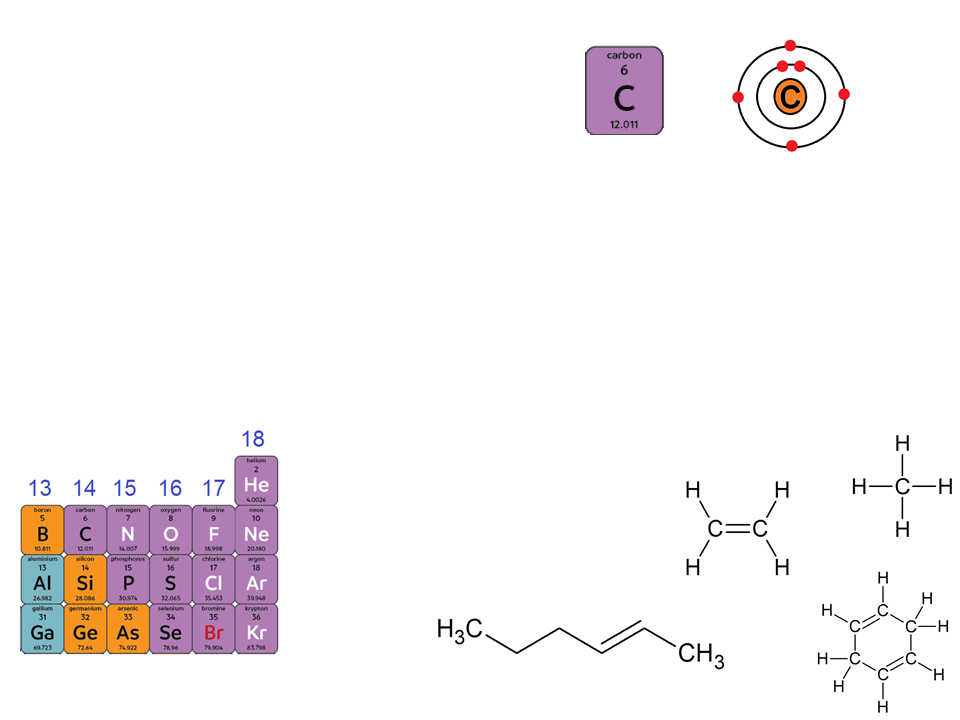 carbon
6
C
12.011
C
18
helium
2
He
4.0026
13 14 15 16 17
boron carbon nitrogen oxygen fluorine neon
5 6 7 8 9 10
B C N O F Ne
10.811 12.011 14.007 15.999 18.998 20.180
aluminium silicon phosphorus sulfur chlorine argon
13 14 15 16 17 18
Al Si P S Cl Ar
26.982 28.086 30.974 32.065 35.453 39.948
gallium germanium arsenic selenium bromine krypton
31 32 33 34 35 36
Ga Ge As Se Br Kr
69.723 72.64 74.922 78.96 79.904 83.798
H H
C C
H H
H
H C H
H
H₃C
CH₃
H
H C H
C H
H C C
H C H
H